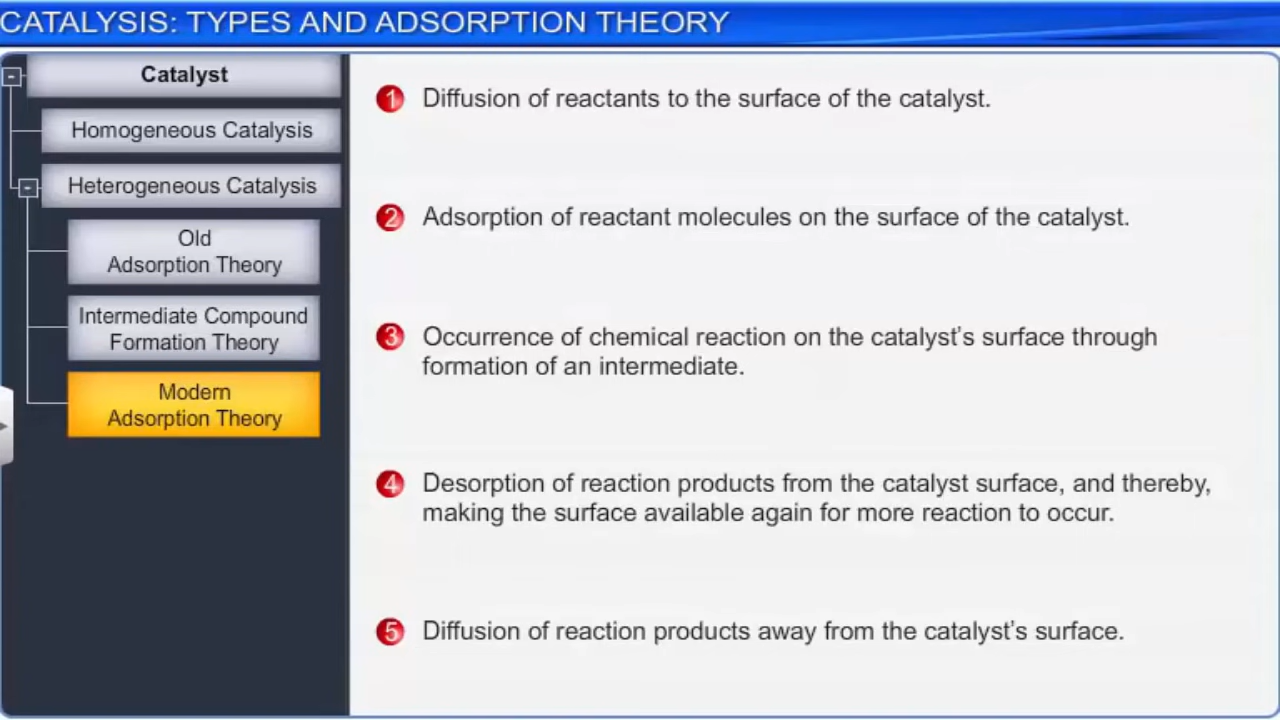 CATALYSIS: TYPES AND ADSORPTION THEORY
Catalyst
Homogeneous Catalysis
Heterogeneous Catalysis
Old
Adsorption Theory
Intermediate Compound
Formation Theory
Modern
Adsorption Theory
1 Diffusion of reactants to the surface of the catalyst.
2 Adsorption of reactant molecules on the surface of the catalyst.
3 Occurrence of chemical reaction on the catalyst's surface through
formation of an intermediate.
4 Desorption of reaction products from the catalyst surface, and thereby,
making the surface available again for more reaction to occur.
5 Diffusion of reaction products away from the catalyst's surface.